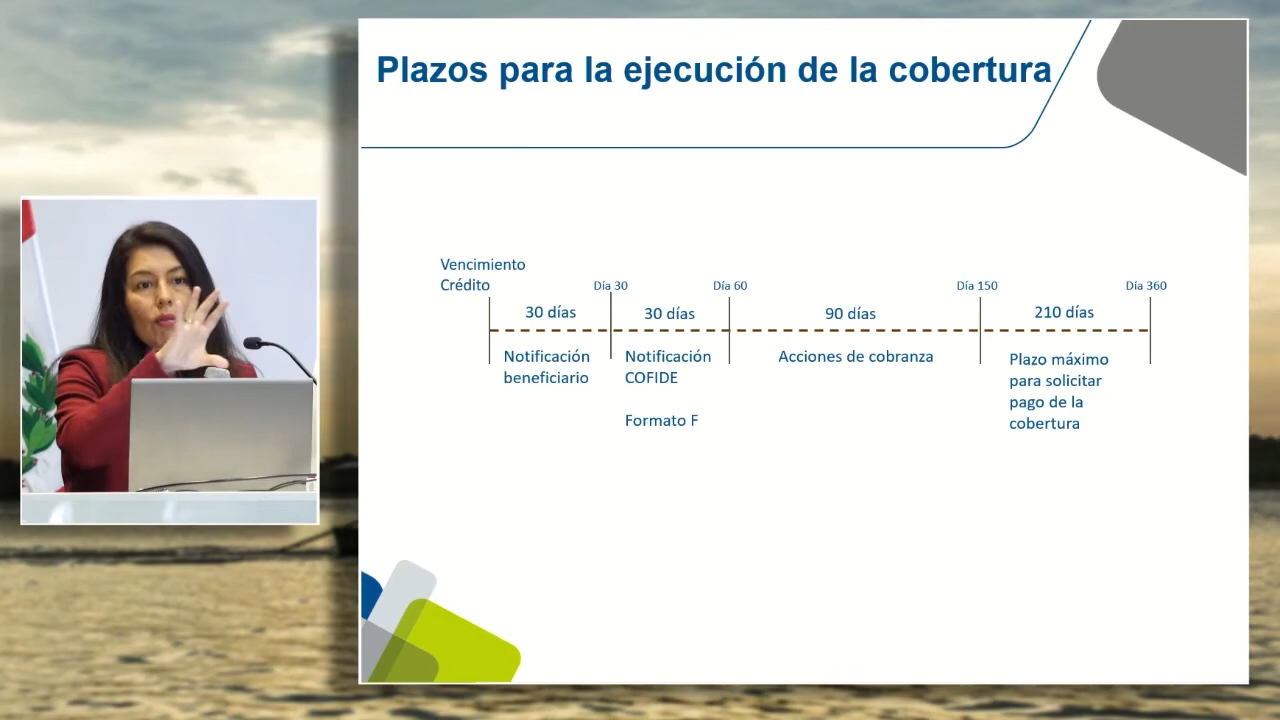 Plazos para la ejecución de la cobertura
Vencimiento
Crédito
Día 30
Día 60
Día 150
Día 360
30 días
30 días
90 días
210 días
Notificación
beneficiario
Notificación
COFIDE
Formato F
Acciones de cobranza
Plazo máximo
para solicitar
pago de la
cobertura